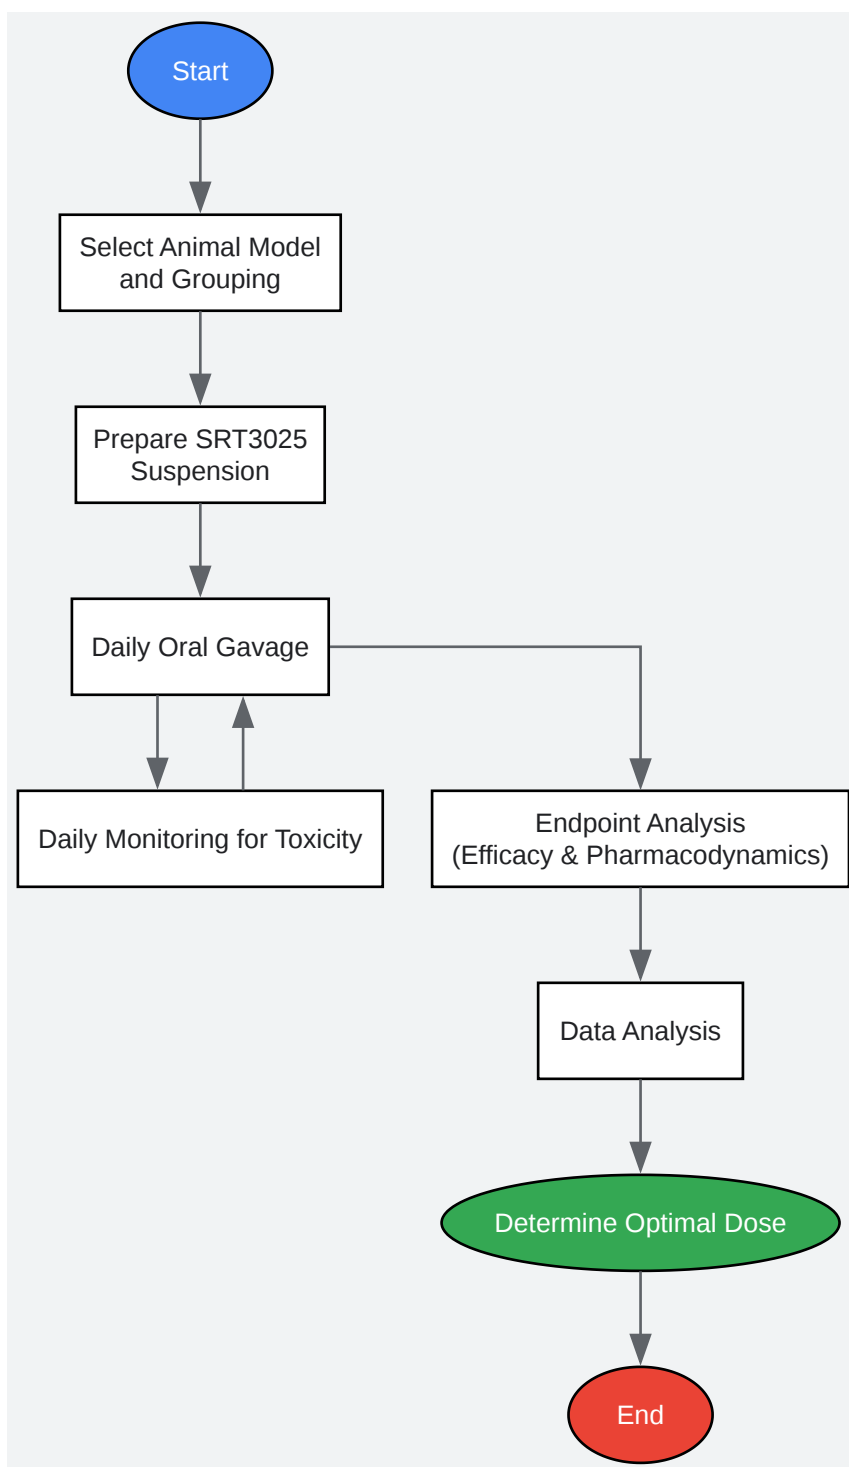 Start
Select Animal Model
and Grouping
Prepare SRT3025
Suspension
Daily Oral Gavage
Daily Monitoring for Toxicity
Endpoint Analysis
(Efficacy & Pharmacodynamics)
Data Analysis
Determine Optimal Dose
End